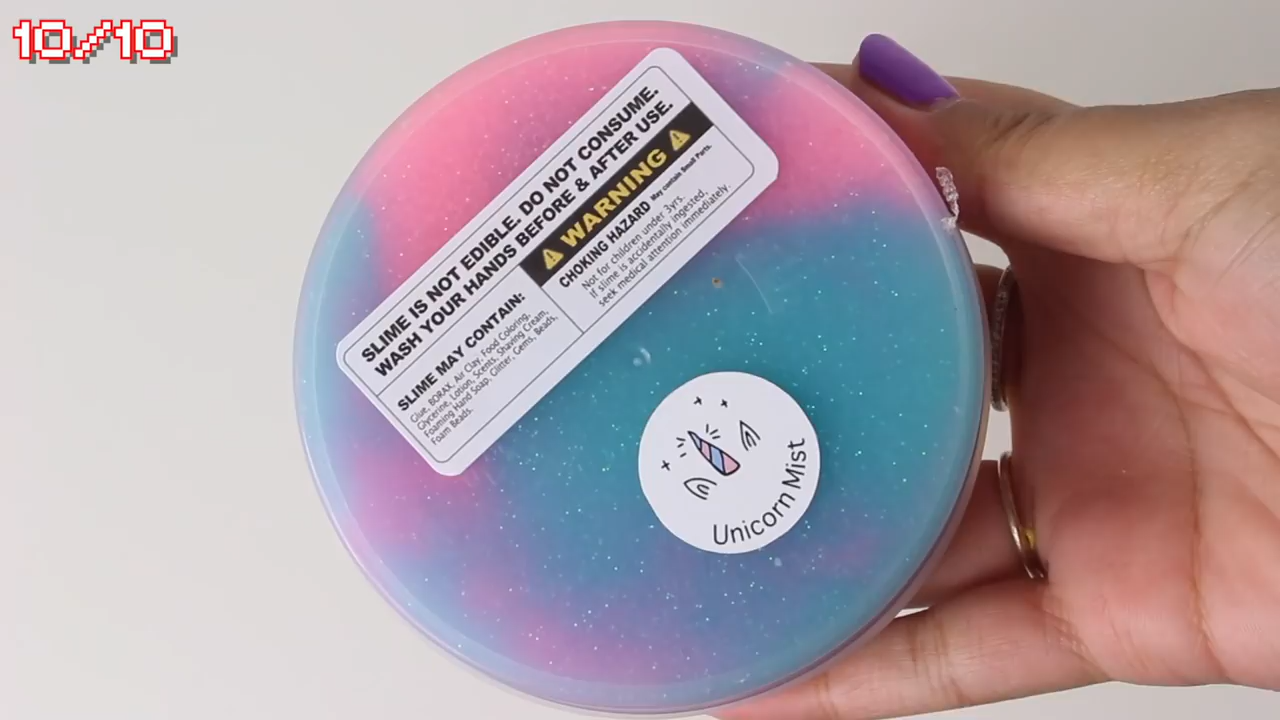 10/10
SLIME IS NOT EDIBLE. DO NOT CONSUME.
WASH YOUR HANDS BEFORE & AFTER USE.
WARNING
CHOKING HAZARD May contain Small Parts.
Not for children under 3yrs.
If slime is accidentally ingested,
seek medical attention immediately.
SLIME MAY CONTAIN:
Glue, BORAX, Air Clay, Food Coloring,
Glycerine, Lotion, Scents, Shaving Cream,
Foaming Hand Soap, Glitter, Gems, Beads,
Foam Beads.
Unicorn Mist